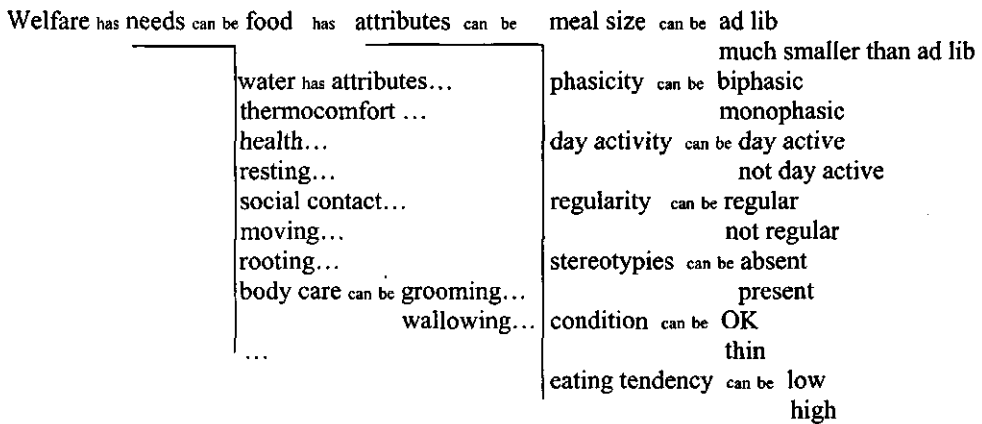 Welfare has needs can be food has attributes can be meal size can be ad lib
much smaller than ad lib
water has attributes... phasicity can be biphasic
thermocomfort ... monophasic
health... day activity can be day active
resting... not day active
social contact... regularity can be regular
moving... not regular
rooting... stereotypies can be absent
body care can be grooming... present
wallowing... condition can be OK
... thin
eating tendency can be low
high